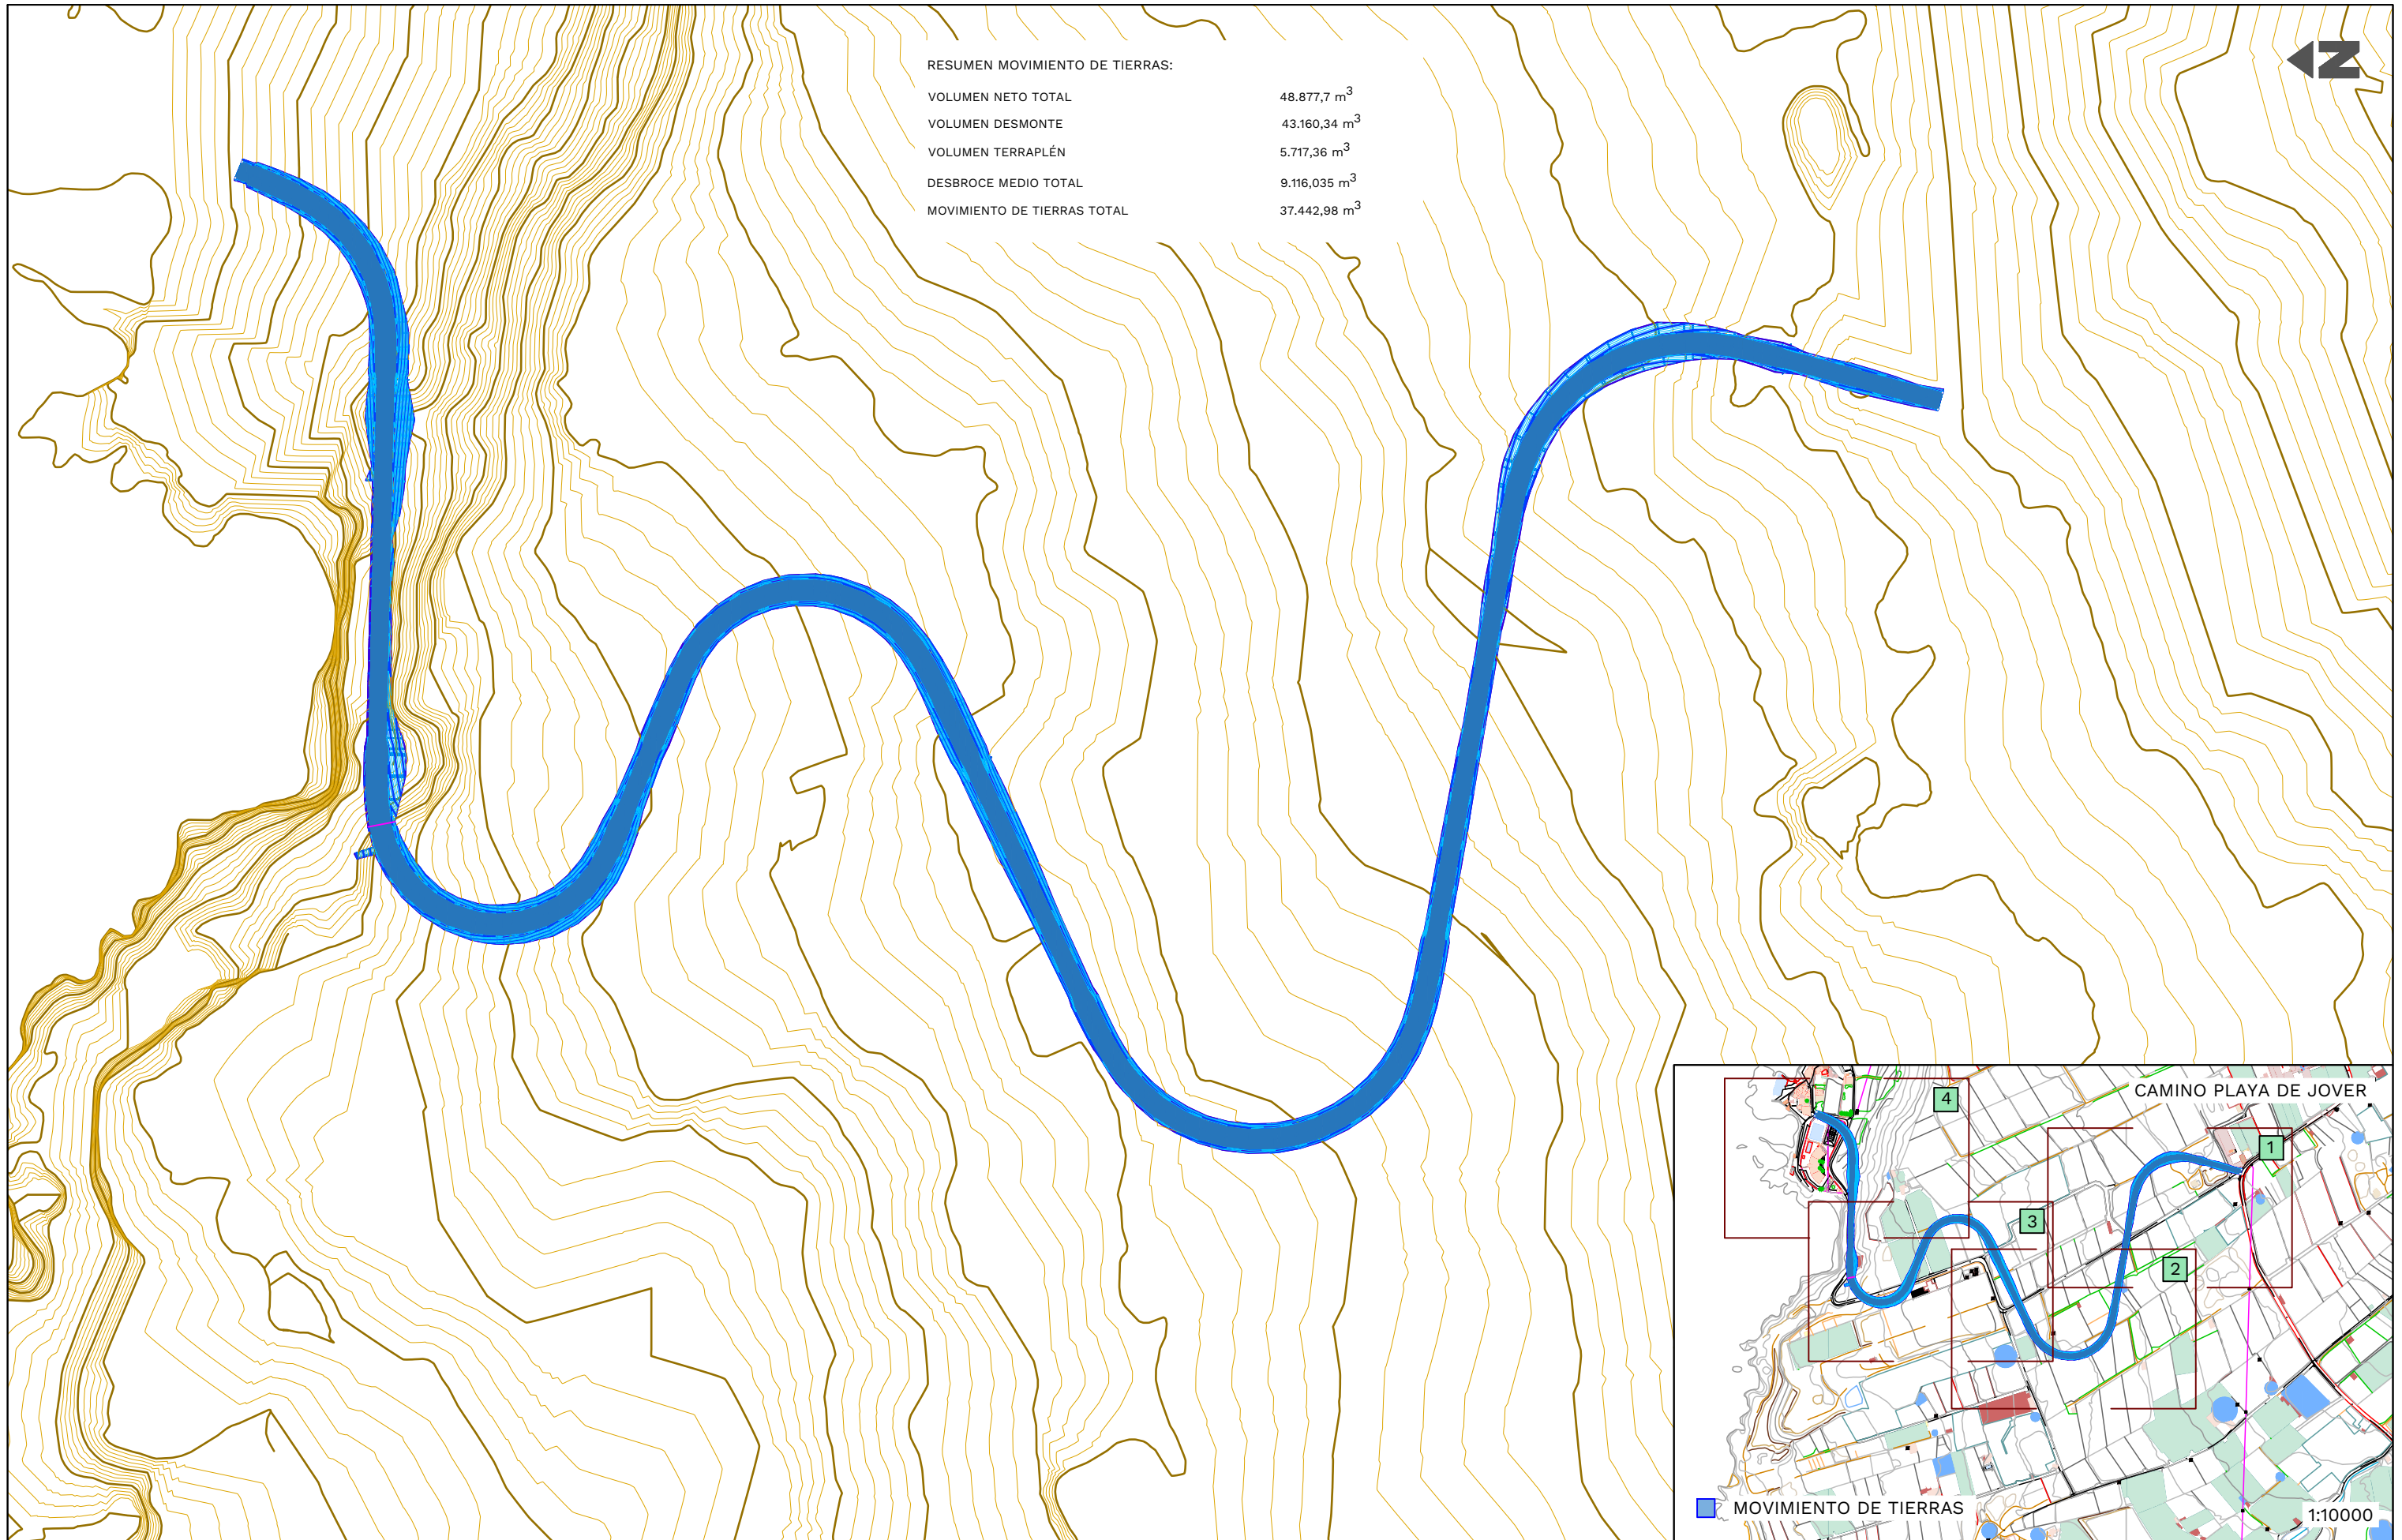 RESUMEN MOVIMIENTO DE TIERRAS:
VOLUMEN NETO TOTAL 48.877,7 m³
VOLUMEN DESMONTE 43.160,34 m³
VOLUMEN TERRAPLÉN 5.717,36 m³
DESBROCE MEDIO TOTAL 9.116,035 m³
MOVIMIENTO DE TIERRAS TOTAL 37.442,98 m³
N
CAMINO PLAYA DE JOVER
4
1
3
2
MOVIMIENTO DE TIERRAS
1:10000